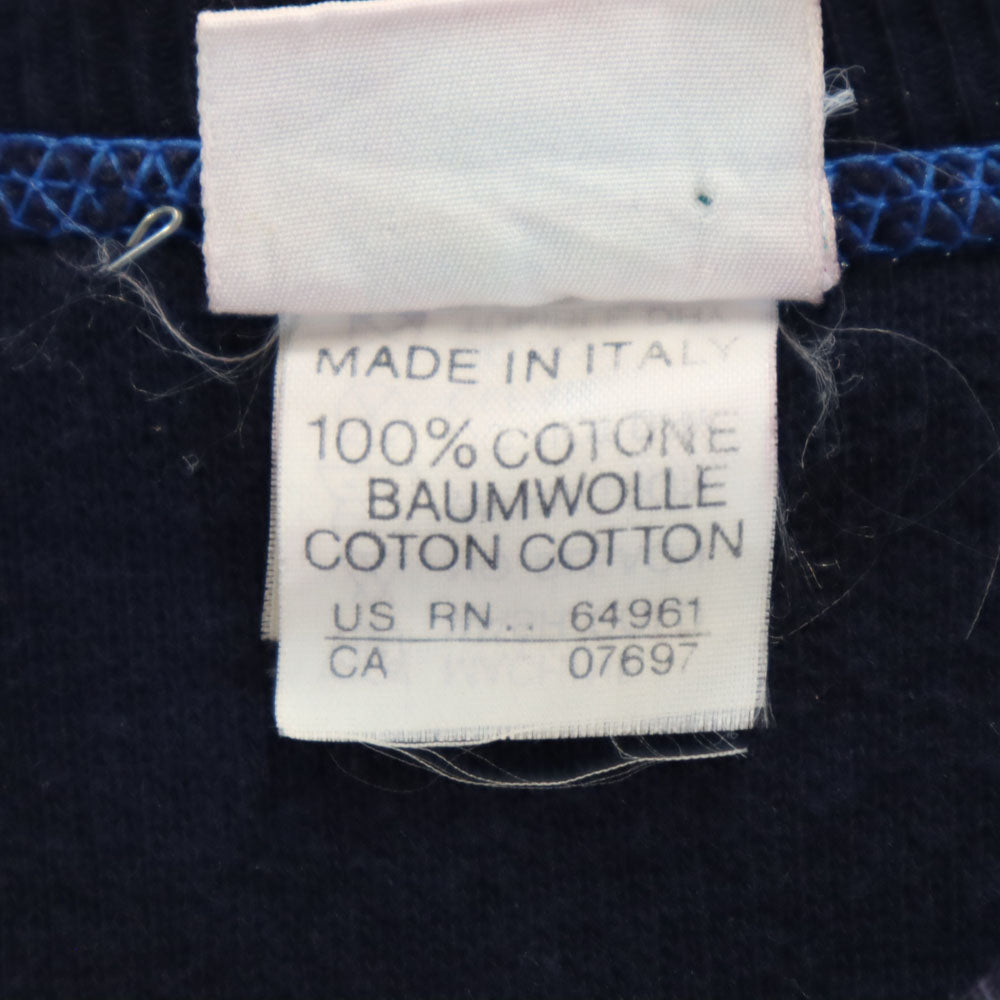 MADE IN ITALY
100% COTONE
BAUMWOLLE
COTON COTTON
US RN.. 64961
CA 07697